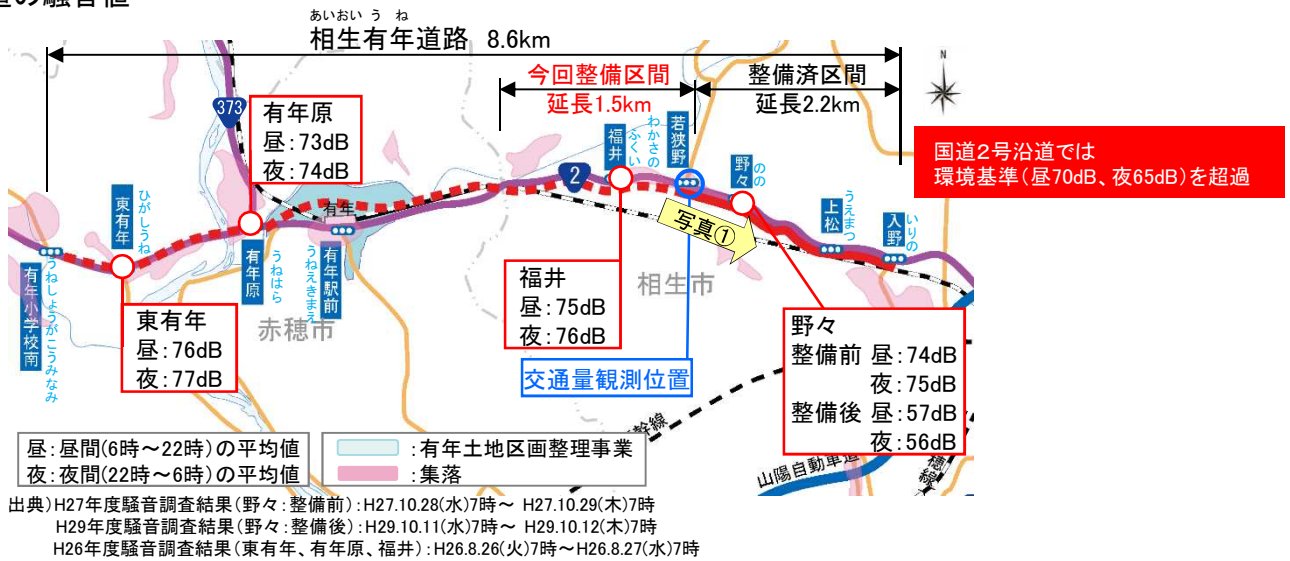 の騒音値
あいおい う ね
相生有年道路 8.6km
今回整備区間
延長1.5km
整備済区間
延長2.2km
N
373
有年原
昼:73dB
夜:74dB
国道2号沿道では
環境基準(昼70dB、夜65dB)を超過
2
福井
ふくい
若狭野
わかさの
野々
のの
上松
うえまつ
入野
いりの
写真①
東有年
ひがしうね
有年
有年小学校南
うねしょうがこうみなみ
有年原
うねはら
有年駅前
うねえきまえ
赤穂市
相生市
東有年
昼:76dB
夜:77dB
福井
昼:75dB
夜:76dB
交通量観測位置
野々
整備前 昼:74dB
夜:75dB
整備後 昼:57dB
夜:56dB
幹線
山陽自動車道
穂線
昼:昼間(6時~22時)の平均値
夜:夜間(22時~6時)の平均値
:有年土地区画整理事業
:集落
出典)H27年度騒音調査結果(野々:整備前):H27.10.28(水)7時~ H27.10.29(木)7時
H29年度騒音調査結果(野々:整備後):H29.10.11(水)7時~ H29.10.12(木)7時
H26年度騒音調査結果(東有年、有年原、福井):H26.8.26(火)7時~H26.8.27(水)7時